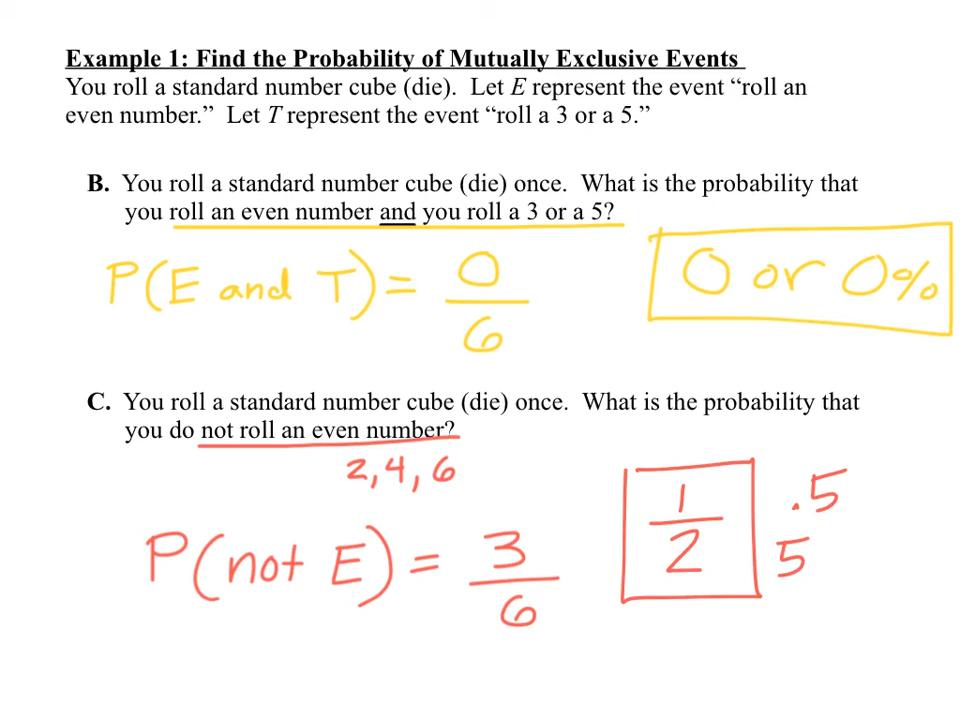 Example 1: Find the Probability of Mutually Exclusive Events
You roll a standard number cube (die). Let E represent the event “roll an
even number.” Let T represent the event “roll a 3 or a 5.”
B. You roll a standard number cube (die) once. What is the probability that
you roll an even number and you roll a 3 or a 5?
P(E and T) = 0/6 0 or 0%
C. You roll a standard number cube (die) once. What is the probability that
you do not roll an even number?
2, 4, 6
P(not E) = 3/6 1/2 .5
5